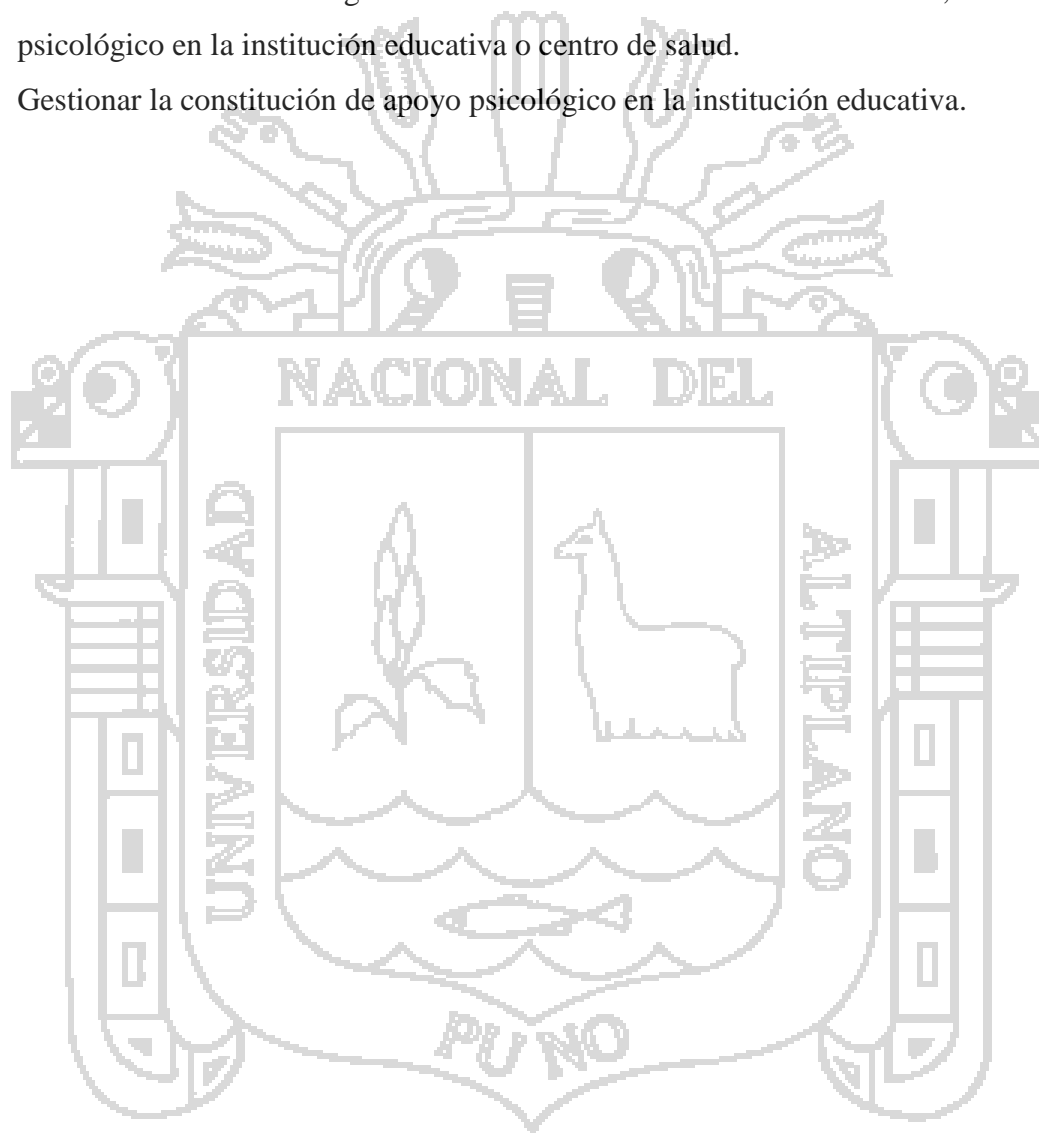 psicológico en la institución educativa o centro de salud.
Gestionar la constitución de apoyo psicológico en la institución educativa.
NACIONAL DEL
UNIVERSIDAD
ALTIPLANO
PUNO